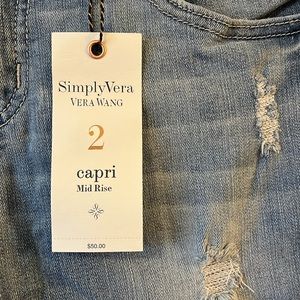 SimplyVera
VERA WANG
2
capri
Mid Rise
$50.00